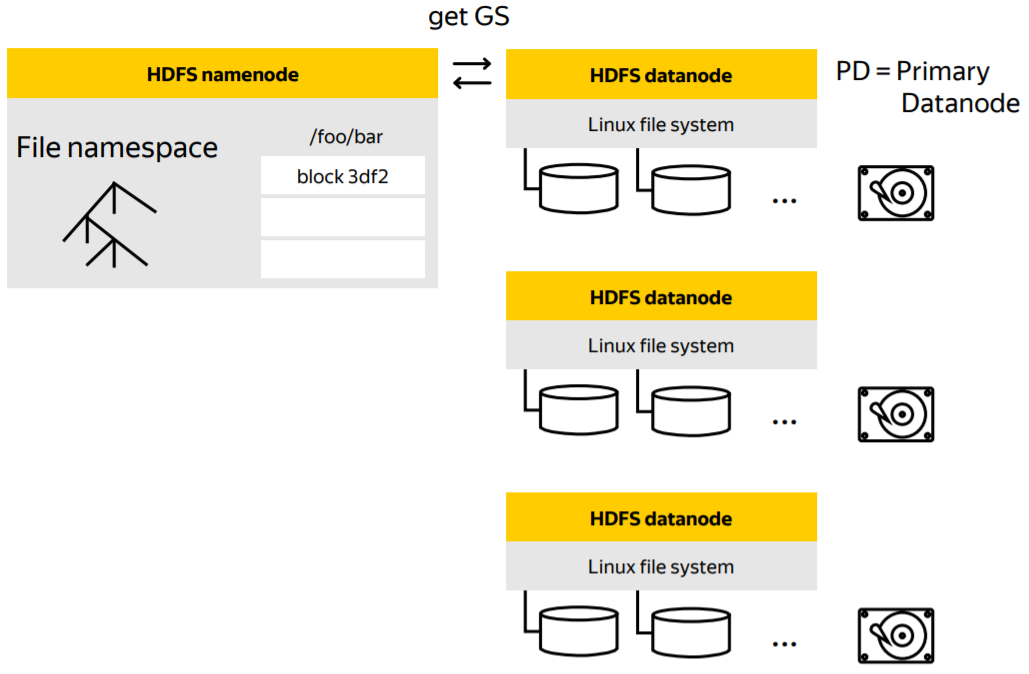 get GS
HDFS namenode
File namespace
/foo/bar
block 3df2
HDFS datanode
Linux file system
...
PD = Primary
Datanode
HDFS datanode
Linux file system
...
HDFS datanode
Linux file system
...